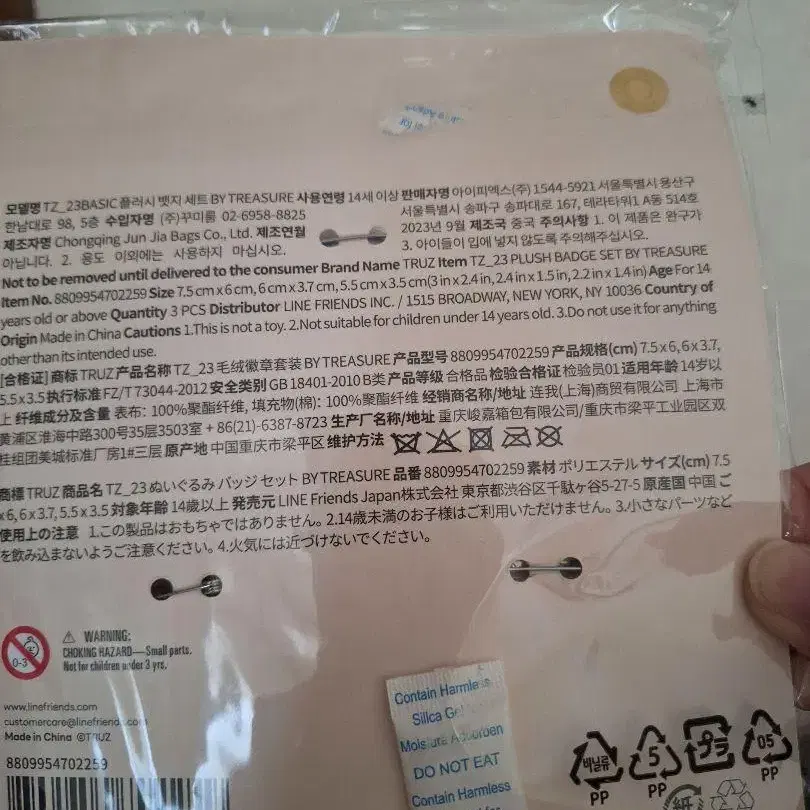 모델명 TZ_23BASIC 플러시 뱃지 세트 BY TREASURE 사용연령 14세 이상 판매자명 아이피엑스(주) 1544-5921 서울특별시 용산구
한남대로 98, 5층 수입자명 (주)꾸미룸 02-6958-8825 서울특별시 송파구 송파대로 167, 테라타워1 A동 514호
제조자명 Chongqing Jun Jia Bags Co., Ltd. 제조연월 2023년 9월 제조국 중국 주의사항 1. 이 제품은 완구가
아닙니다. 2. 용도 이외에는 사용하지 마십시오. 3. 아이들이 입에 넣지 않도록 주의해주십시오.
Not to be removed until delivered to the consumer Brand Name TRUZ Item TZ_23 PLUSH BADGE SET BY TREASURE
Item No. 8809954702259 Size 7.5cm x 6cm, 6cm x 3.7cm, 5.5cm x 3.5cm(3in x 2.4in, 2.4in x 1.5in, 2.2in x 1.4in) Age For 14
years old or above Quantity 3 PCS Distributor LINE FRIENDS INC. / 1515 BROADWAY, NEW YORK, NY 10036 Country of
Origin Made in China Cautions 1.This is not a toy. 2.Not suitable for children under 14 years old. 3.Do not use it for anything
other than its intended use.
[合格证] 商标 TRUZ 产品名称 TZ_23 毛绒徽章套装 BY TREASURE 产品型号 8809954702259 产品规格(cm) 7.5x6, 6x3.7,
5.5x3.5 执行标准 FZ/T 73044-2012 安全类别 GB 18401-2010 B类 产品等级 合格品 检验合格证 检验员01 适用年龄 14岁以
上 纤维成分及含量 表布: 100%聚酯纤维, 填充物(棉): 100%聚酯纤维 经销商名称/地址 连我(上海)商贸有限公司 上海市
黄浦区淮海中路300号35层3503室 + 86(21)-6387-8723 生产厂名称/地址 重庆峻嘉箱包有限公司/重庆市梁平工业园区双
桂组团美城标准厂房1#三层 原产地 中国重庆市梁平区 维护方法
商標 TRUZ 商品名 TZ_23 ぬいぐるみ バッジ セット BY TREASURE 品番 8809954702259 素材 ポリエステル サイズ(cm) 7.5
x 6, 6 x 3.7, 5.5 x 3.5 対象年齢 14歳以上 発売元 LINE Friends Japan株式会社 東京都渋谷区千駄ヶ谷5-27-5 原産国 中国 ご
使用上の注意 1.この製品はおもちゃではありません。2.14歳未満のお子様はご利用いただけません。3.小さなパーツなど
を飲み込まないようご注意ください。4.火気には近づけないでください。
0-3
WARNING:
CHOKING HAZARD—Small parts.
Not for children under 3 yrs.
www.linefriends.com
customercare@linefriends
Made in China ©TRUZ
8809954702259
Contain Harmless
Silica Gel
Moisture Adsorben
DO NOT EAT
Contain Harmless
비닐류 PP
5 PP
プラ
05 PP
紙